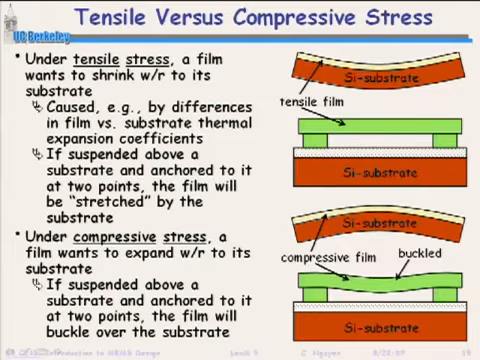 Tensile Versus Compressive Stress
UC Berkeley
• Under tensile stress, a film
wants to shrink w/r to its
substrate
Caused, e.g., by differences
in film vs. substrate thermal
expansion coefficients
If suspended above a
substrate and anchored to it
at two points, the film will
be "stretched" by the
substrate
• Under compressive stress, a
film wants to expand w/r to its
substrate
If suspended above a
substrate and anchored to it
at two points, the film will
buckle over the substrate
Si-substrate
tensile film
Si-substrate
Si-substrate
compressive film
buckled
Si-substrate
Introduction to MEMS Design
C. Nguyen